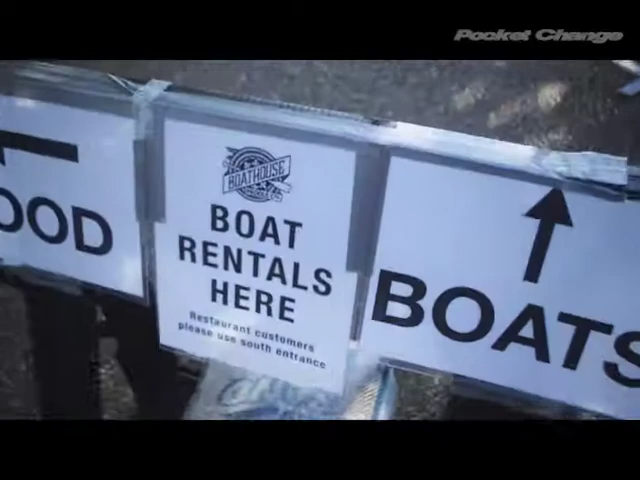 Pocket Change
OOD
BOATHOUSE
BOAT
RENTALS
HERE
Restaurant customers
please use south entrance
BOATS